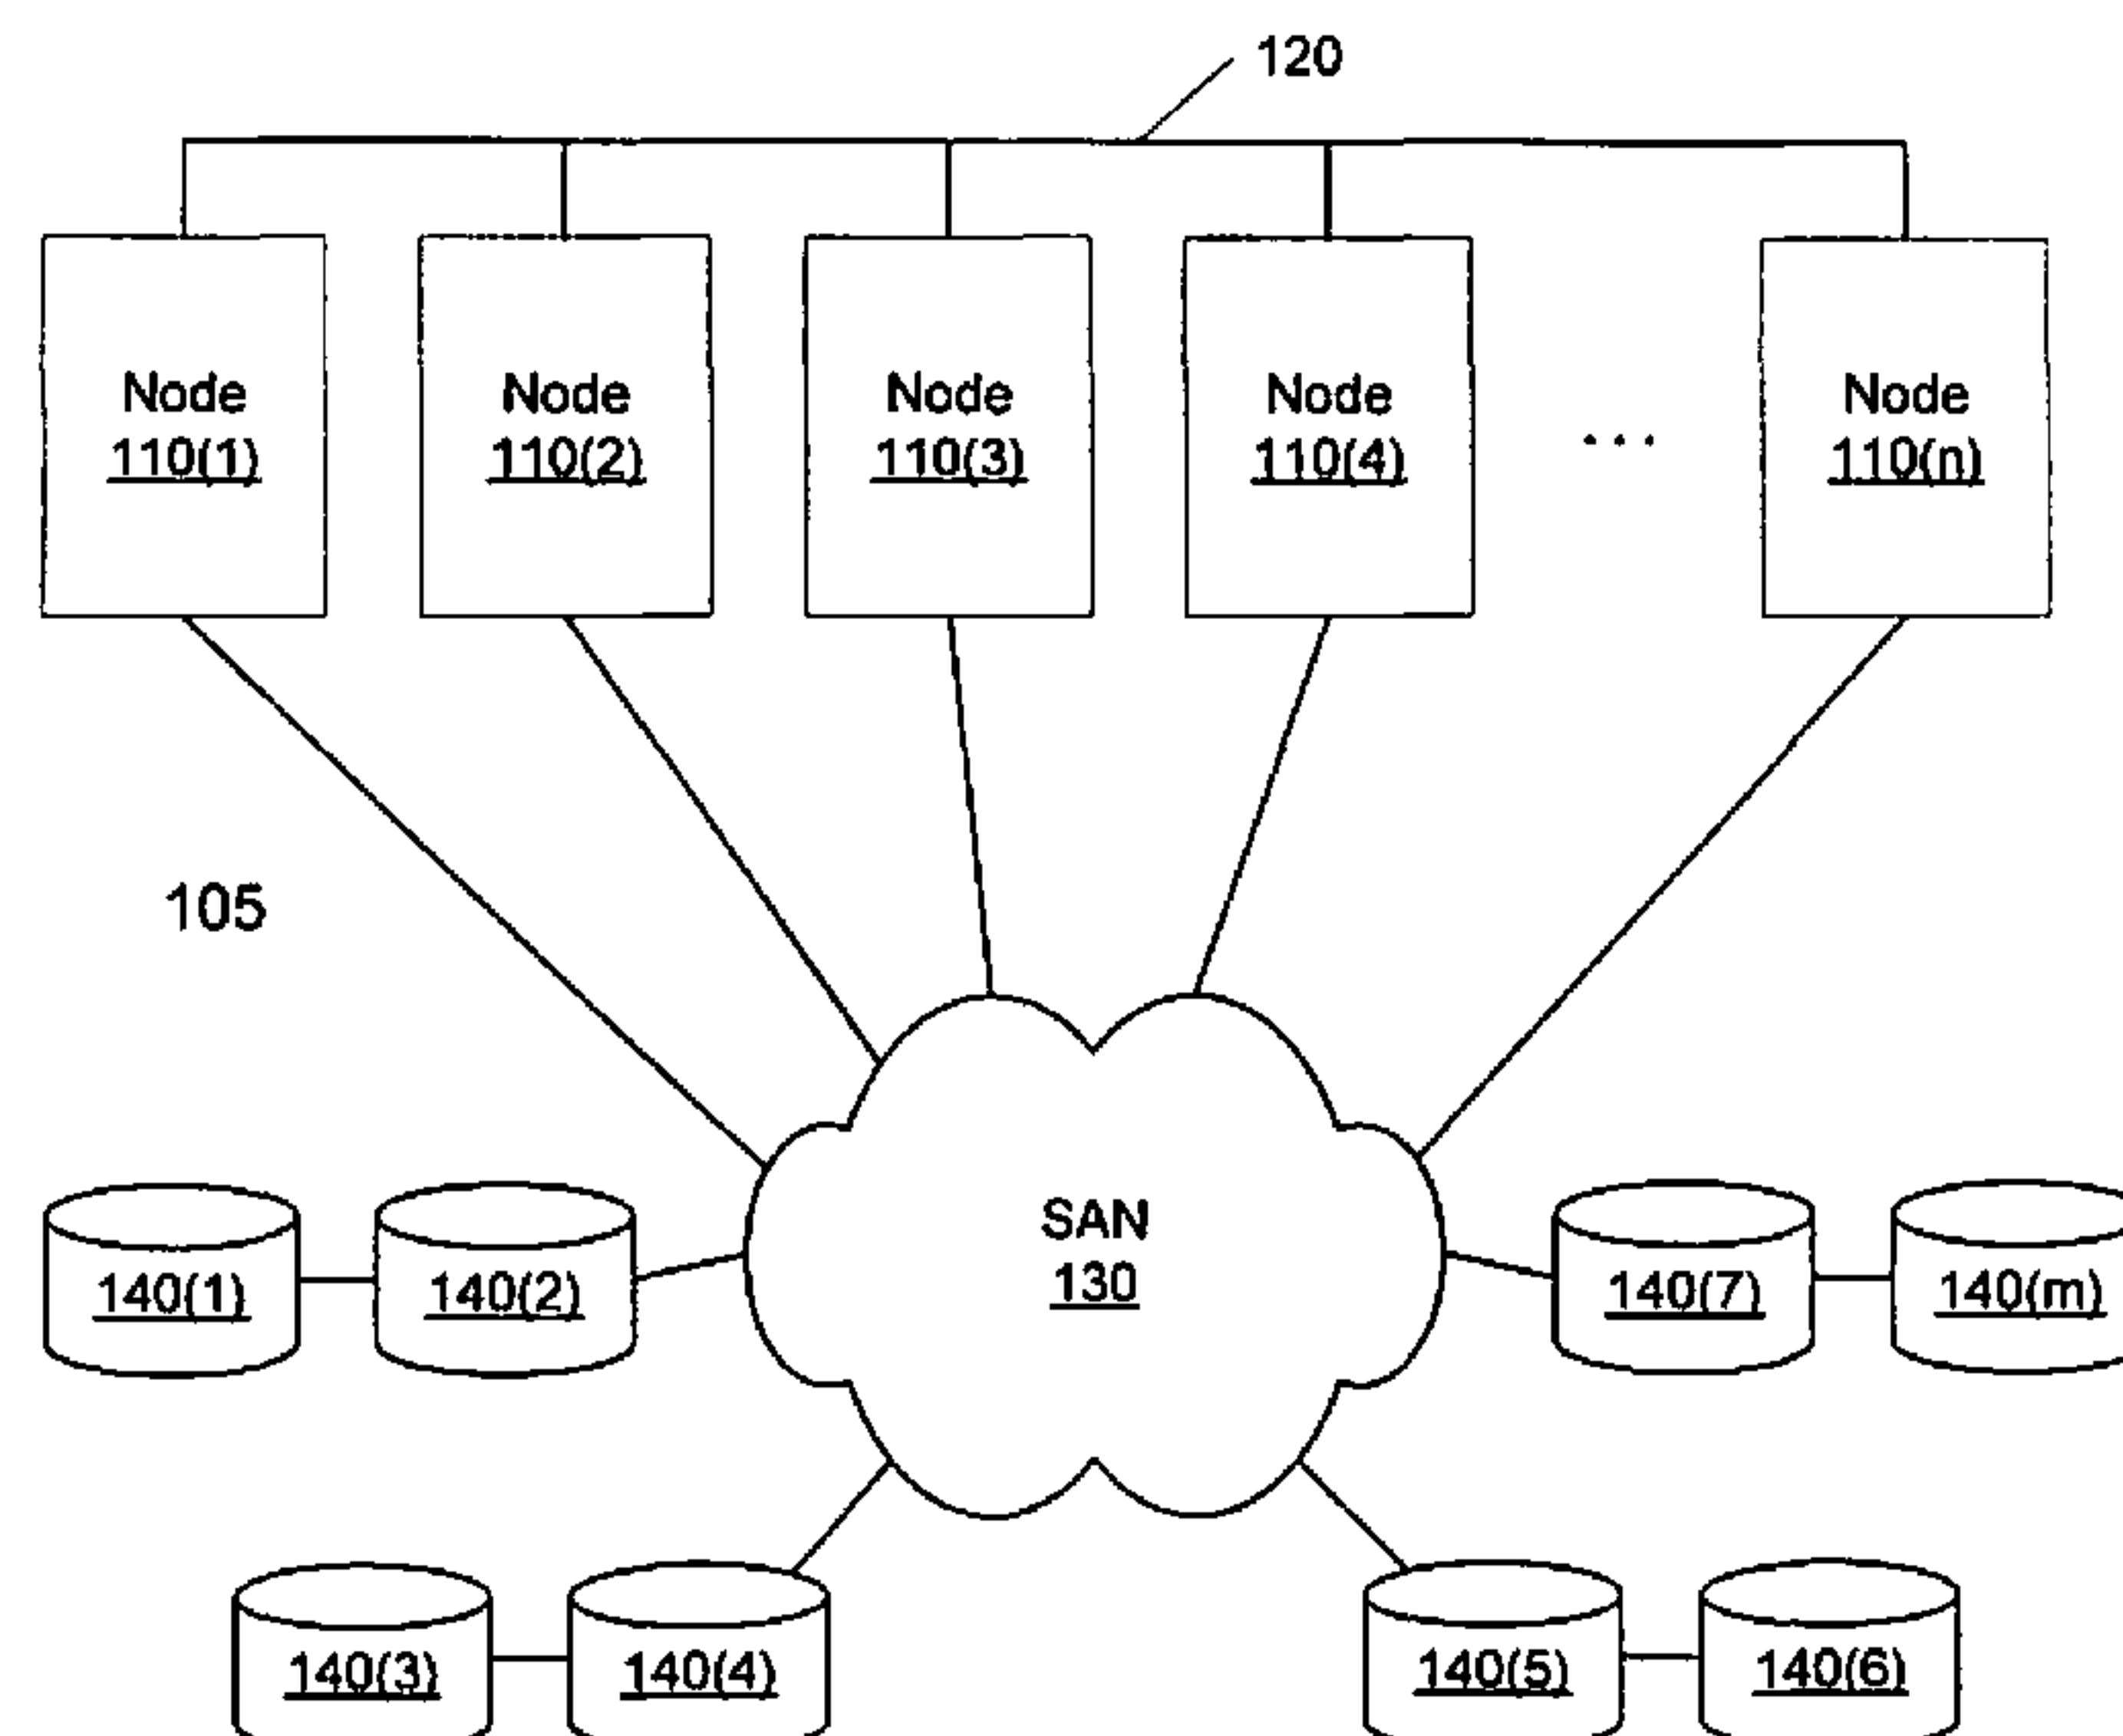 120
Node
110(1)
Node
110(2)
Node
110(3)
Node
110(4)
...
Node
110(n)
105
SAN
130
140(1)
140(2)
140(7)
140(m)
140(3)
140(4)
140(5)
140(6)